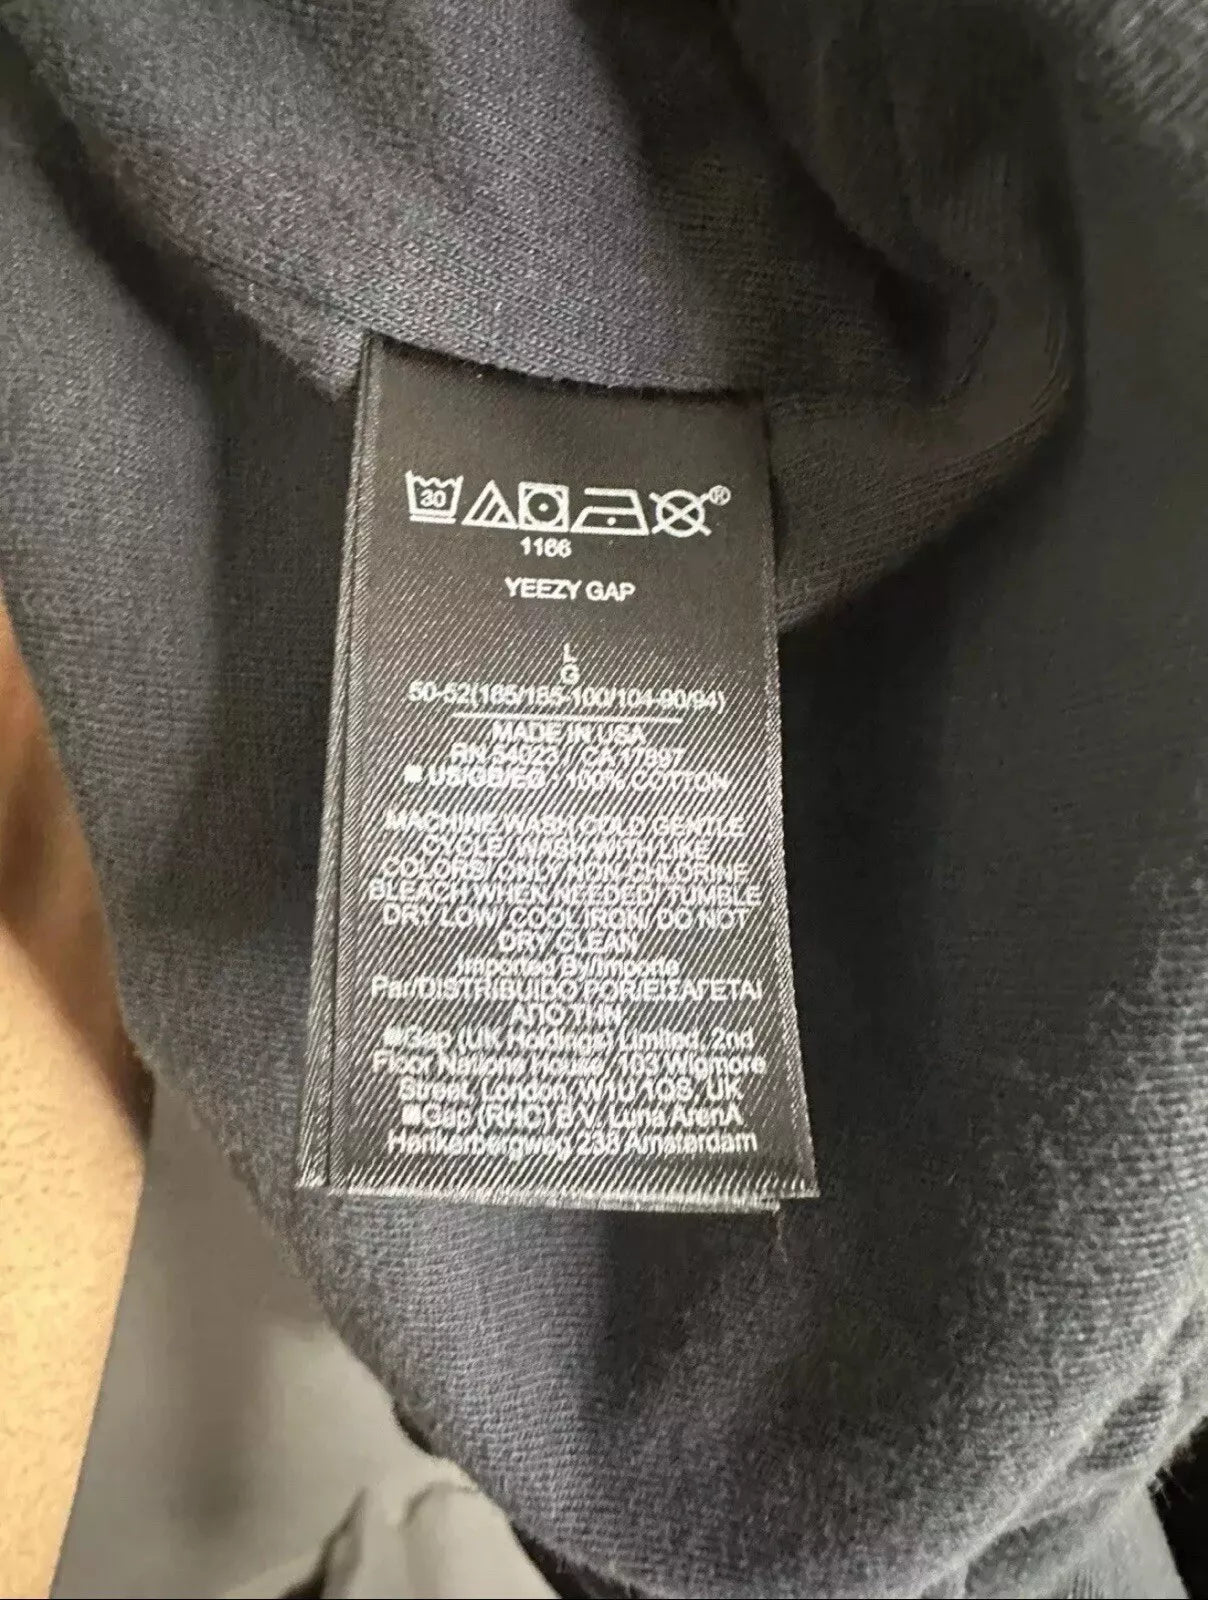 30
®
1166
YEEZY GAP
L
G
50-52(165/185-100/104-90/94)
MADE IN USA
RN 54023 / CA 17897
US/GB/EG : 100% COTTON
MACHINE WASH COLD GENTLE
CYCLE/ WASH WITH LIKE
COLORS/ ONLY NON-CHLORINE
BLEACH WHEN NEEDED/ TUMBLE
DRY LOW/ COOL IRON/ DO NOT
DRY CLEAN
Imported By/Importe
Par/DISTRIBUIDO POR/ΕΙΣΑΓΕΤΑΙ
ΑΠΟ ΤΗΝ
Gap (UK Holdings) Limited, 2nd
Floor Nations House, 103 Wigmore
Street, London, W1U 1QS, UK
Gap (RHC) B.V. Luna ArenA
Herikerbergweg 238 Amsterdam